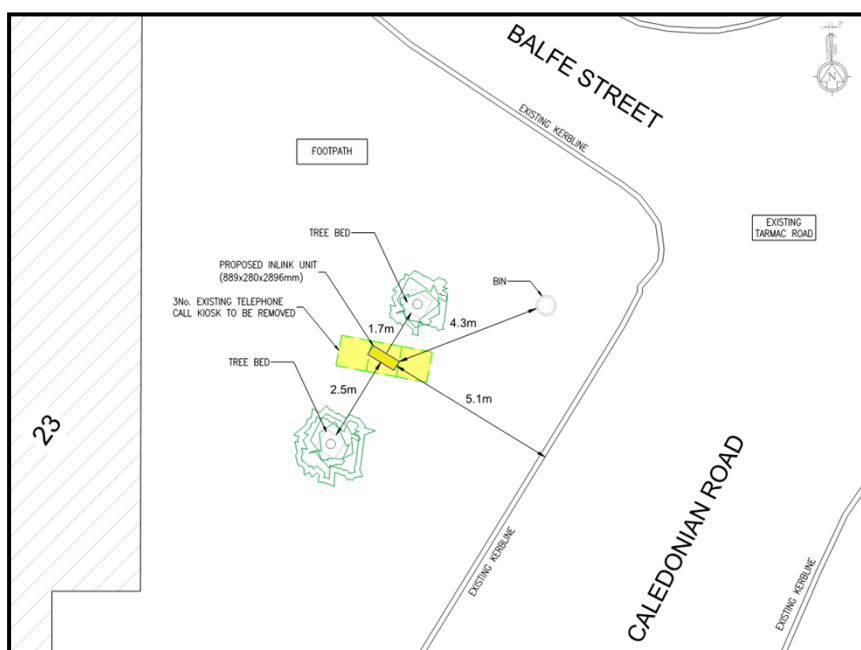 BALFE STREET
N
EXISTING KERBLINE
FOOTPATH
EXISTING
TARMAC ROAD
TREE BED
PROPOSED INLINK UNIT
(889x280x2896mm)
BIN
3No. EXISTING TELEPHONE
CALL KIOSK TO BE REMOVED
1.7m
4.3m
TREE BED
2.5m
5.1m
23
CALEDONIAN ROAD
EXISTING KERBLINE
EXISTING KERBLINE